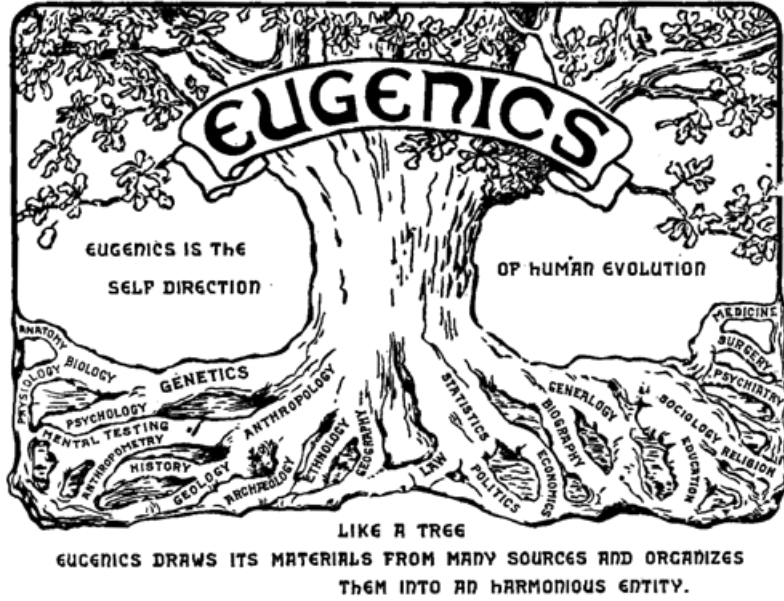 EUGENICS
EUGENICS IS THE
SELF DIRECTION
OF HUMAN EVOLUTION
ANATOMY
BIOLOGY
PHYSIOLOGY
GENETICS
PSYCHOLOGY
MENTAL TESTING
ANTHROPOMETRY
HISTORY
GEOLOGY
ANTHROPOLOGY
ARCHÆOLOGY
ETHNOLOGY
GEOGRAPHY
LAW
STATISTICS
POLITICS
ECONOMICS
BIOGRAPHY
GENEALOGY
EDUCATION
SOCIOLOGY
RELIGION
PSYCHIATRY
SURGERY
MEDICINE
LIKE A TREE
EUGENICS DRAWS ITS MATERIALS FROM MANY SOURCES AND ORGANIZES
THEM INTO AN HARMONIOUS ENTITY.